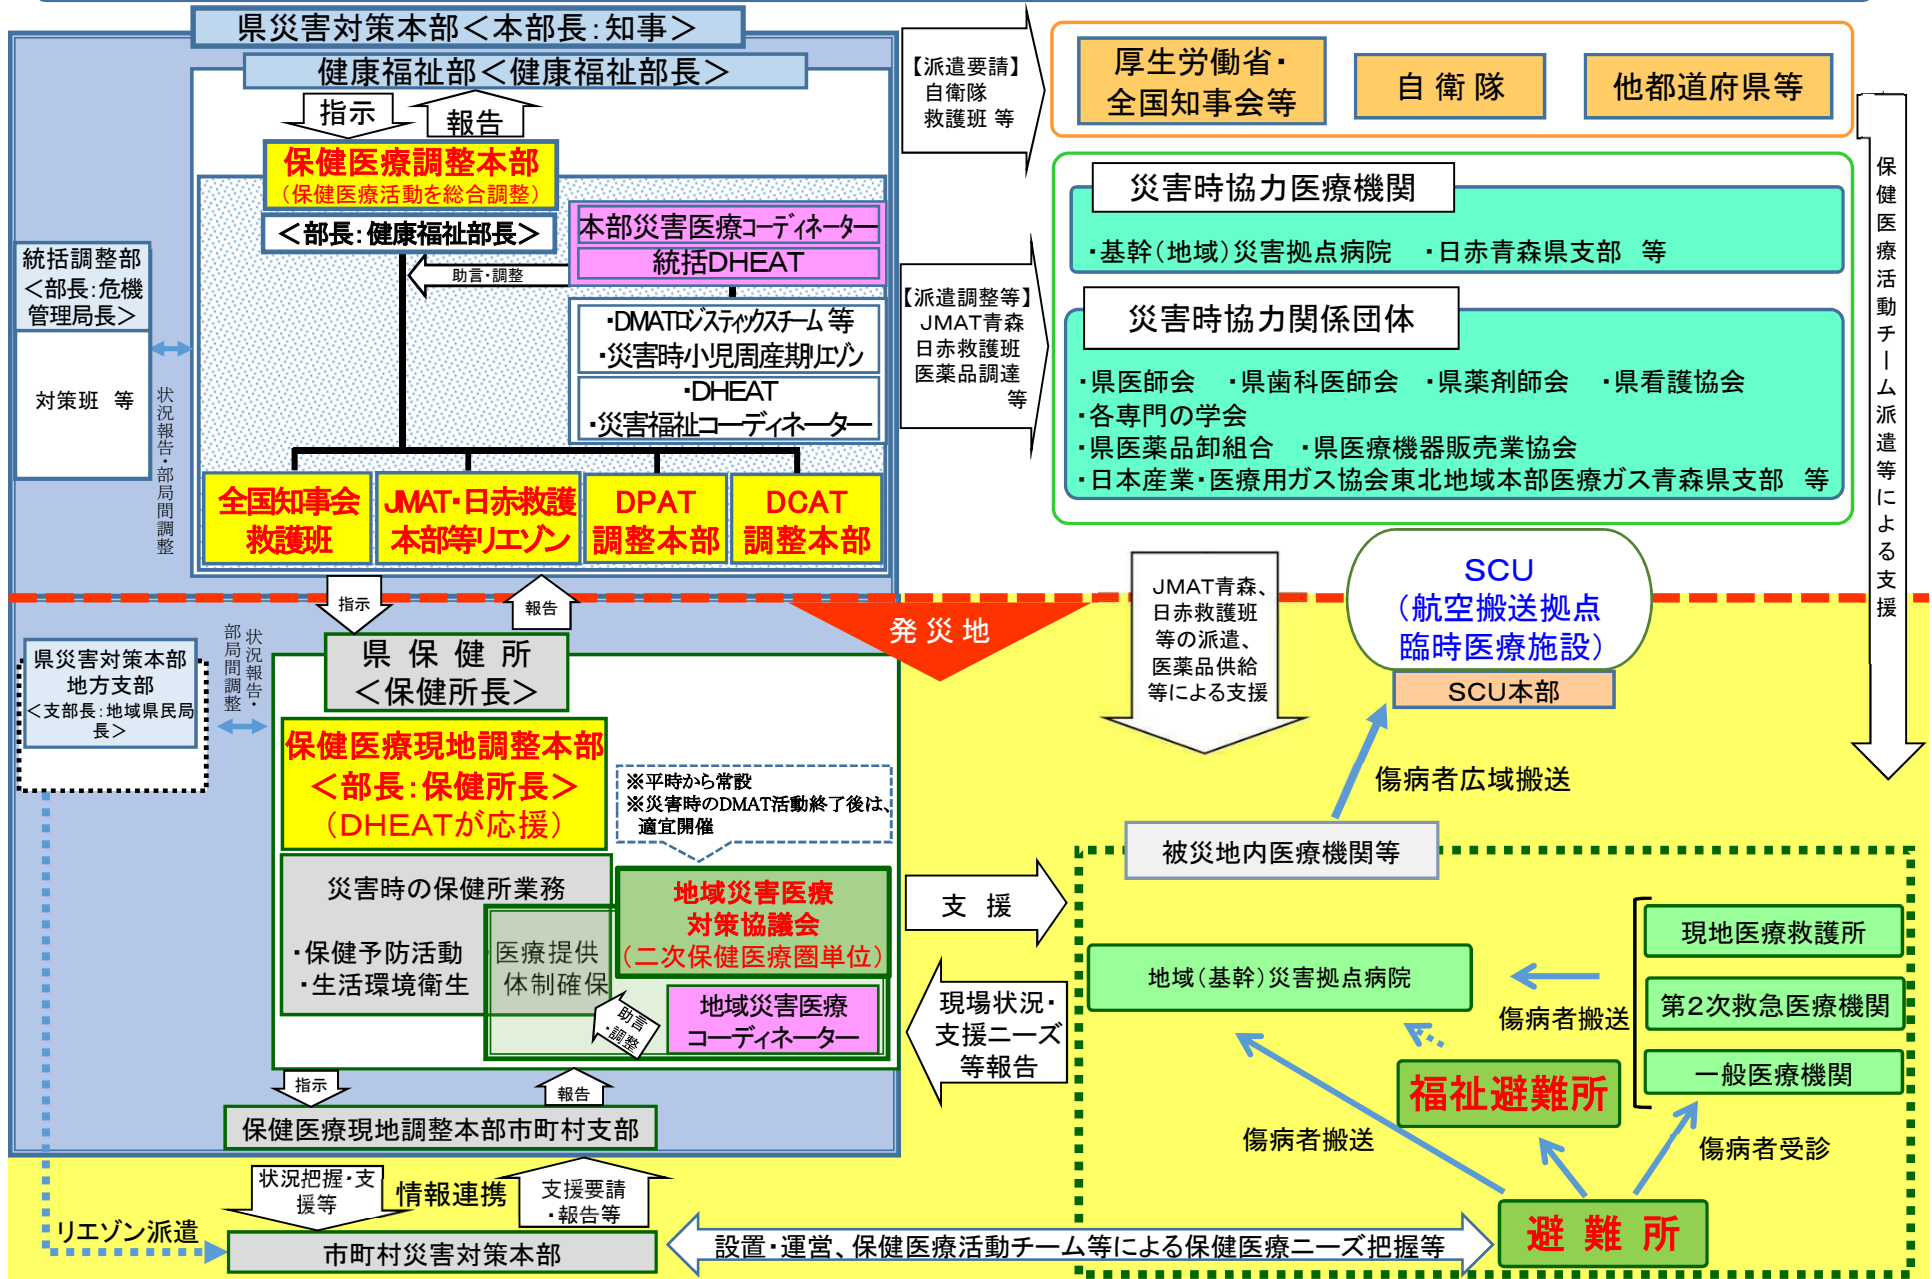 県災害対策本部＜本部長：知事＞
健康福祉部＜健康福祉部長＞
指示
報告
保健医療調整本部
（保健医療活動を総合調整）
＜部長：健康福祉部長＞
本部災害医療コーディネーター
統括DHEAT
助言・調整
・DMATロジスティックスチーム 等
・災害時小児周産期リエゾン
・DHEAT
・災害福祉コーディネーター
統括調整部
＜部長：危機
管理局長＞
対策班 等
状況報告・部局間調整
全国知事会
救護班
JMAT・日赤救護
本部等リエゾン
DPAT
調整本部
DCAT
調整本部
【派遣要請】
自衛隊
救護班 等
厚生労働省・
全国知事会等
自 衛 隊
他都道府県等
【派遣調整等】
JMAT青森
日赤救護班
医薬品調達
等
災害時協力医療機関
・基幹（地域）災害拠点病院 ・日赤青森県支部 等
災害時協力関係団体
・県医師会 ・県歯科医師会 ・県薬剤師会 ・県看護協会
・各専門の学会
・県医薬品卸組合 ・県医療機器販売業協会
・日本産業・医療用ガス協会東北地域本部医療ガス青森県支部 等
保健医療活動チーム派遣等による支援
指示
報告
発 災 地
JMAT青森、
日赤救護班
等の派遣、
医薬品供給
等による支援
SCU
（航空搬送拠点
臨時医療施設）
SCU本部
傷病者広域搬送
県災害対策本部
地方支部
＜支部長：地域県民局
長＞
状況報告・
部局間調整
県 保 健 所
＜保健所長＞
保健医療現地調整本部
＜部長：保健所長＞
（DHEATが応援）
※平時から常設
※災害時のDMAT活動終了後は、
適宜開催
災害時の保健所業務
・保健予防活動
・生活環境衛生
・医療提供
体制確保
地域災害医療
対策協議会
（二次保健医療圏単位）
助言
・調整
地域災害医療
コーディネーター
支 援
現場状況・
支援ニーズ
等報告
被災地内医療機関等
地域（基幹）災害拠点病院
現地医療救護所
第2次救急医療機関
一般医療機関
傷病者搬送
福祉避難所
傷病者搬送
傷病者受診
避 難 所
指示
報告
保健医療現地調整本部市町村支部
状況把握・支
援等
情報連携
支援要請
・報告等
リエゾン派遣
市町村災害対策本部
設置・運営、保健医療活動チーム等による保健医療ニーズ把握等